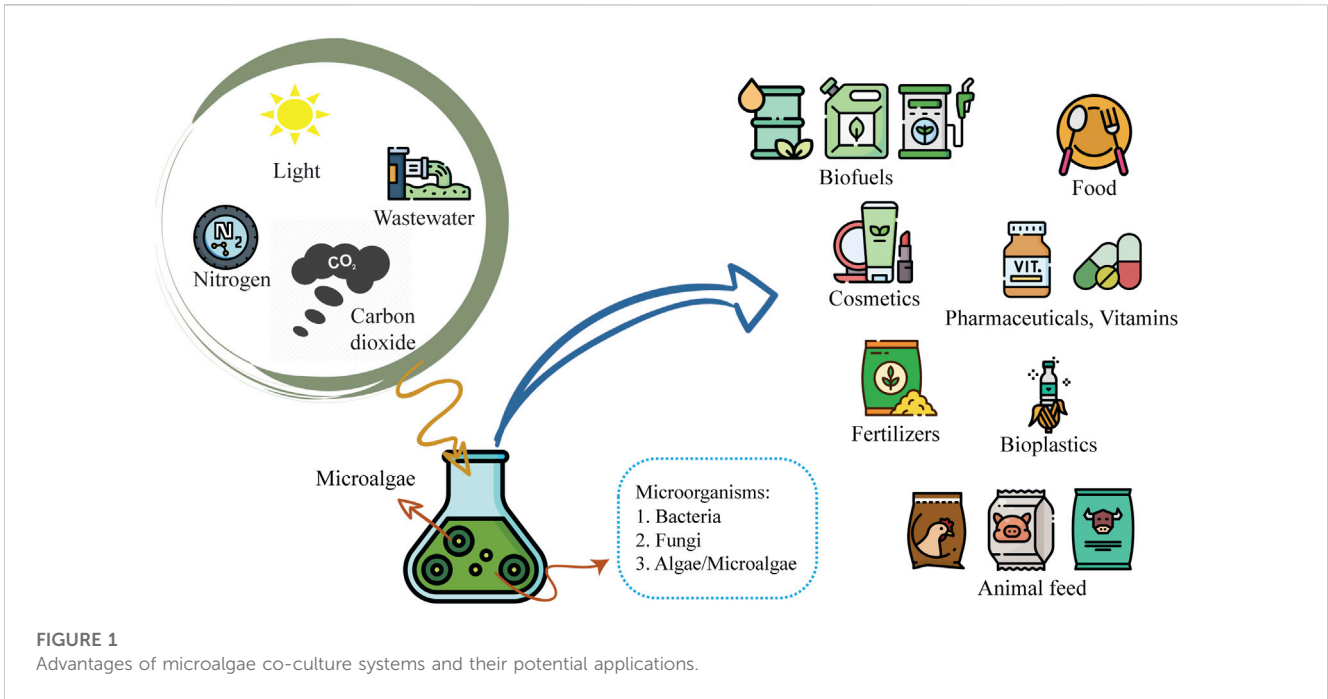 Light
Wastewater
N
2
Nitrogen
CO₂
Carbon
dioxide
Microalgae
Microorganisms:
1. Bacteria
2. Fungi
3. Algae/Microalgae
Biofuels
Food
Cosmetics
VIT.
Pharmaceuticals, Vitamins
Fertilizers
Bioplastics
Animal feed
FIGURE 1
Advantages of microalgae co-culture systems and their potential applications.